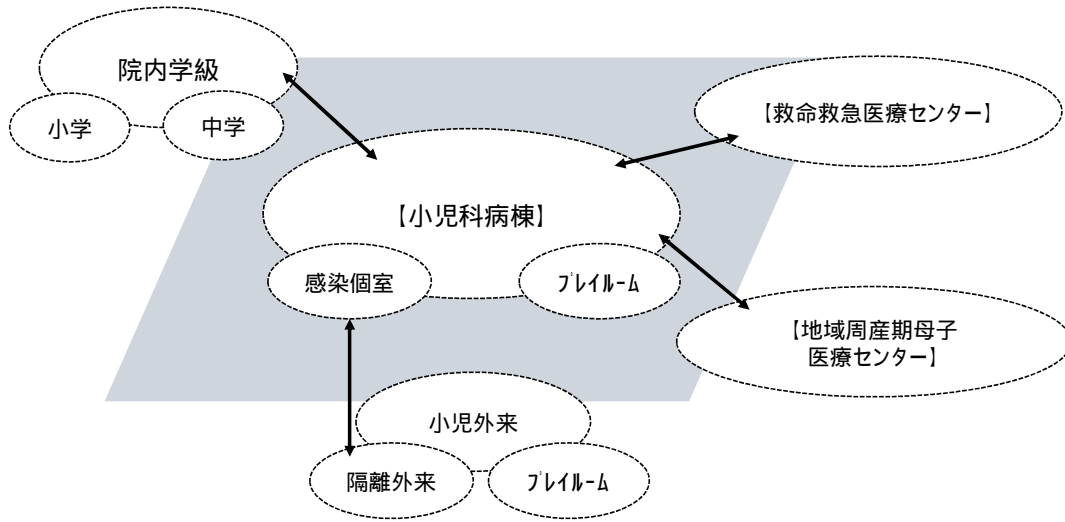 院内学級
小学
中学
【救命救急医療センター】
【小児科病棟】
感染個室
ﾌﾟﾚｲﾙｰﾑ
【地域周産期母子
医療センター】
小児外来
隔離外来
ﾌﾟﾚｲﾙｰﾑ